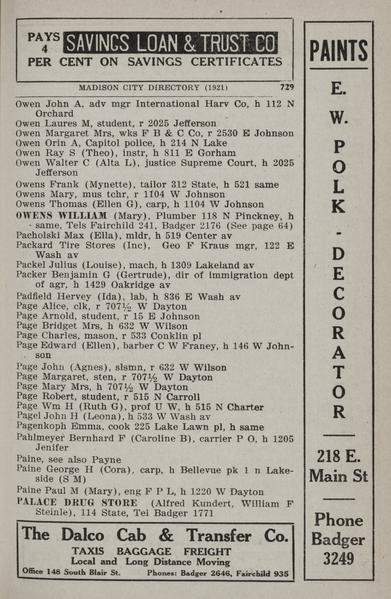 PAYS 4 SAVINGS LOAN & TRUST CO
PER CENT ON SAVINGS CERTIFICATES
MADISON CITY DIRECTORY (1921) 729
Owen John A, adv mgr International Harv Co, h 112 N
Orchard
Owen Laures M, student, r 2025 Jefferson
Owen Margaret Mrs, wks F B & C Co, r 2530 E Johnson
Owen Orin A, Capitol police, h 214 N Lake
Owen Ray S (Theo), instr, h 811 E Gorham
Owen Walter C (Alta L), justice Supreme Court, h 2025
Jefferson
Owens Frank (Mynette), tailor 312 State, h 521 same
Owens Mary, mus tchr, r 1104 W Johnson
Owens Thomas (Ellen G), carp, h 1104 W Johnson
OWENS WILLIAM (Mary), Plumber 118 N Pinckney, h
same, Tels Fairchild 241, Badger 2176 (See page 64)
Pacholski Max (Ella), mldr, h 519 Center av
Packard Tire Stores (Inc), Geo F Kraus mgr, 122 E
Wash av
Packel Julius (Louise), mach, h 1309 Lakeland av
Packer Benjamin G (Gertrude), dir of immigration dept
of agr, h 1429 Oakridge av
Padfield Hervey (Ida), lab, h 836 E Wash av
Page Alice, clk, r 707½ W Dayton
Page Arnold, student, r 15 E Johnson
Page Bridget Mrs, h 632 W Wilson
Page Charles, mason, r 533 Conklin pl
Page Edward (Ellen), barber C W Franey, h 146 W John-
son
Page John (Agnes), slsmn, r 632 W Wilson
Page Margaret, sten, r 707½ W Dayton
Page Mary Mrs, h 707½ W Dayton
Page Robert, student, r 515 N Carroll
Page Wm H (Ruth G), prof U W, h 515 N Charter
Pagel John H (Leona), h 533 W Wash av
Pagenkoph Emma, cook 225 Lake Lawn pl, h same
Pahlmeyer Bernhard F (Caroline B), carrier P O, h 1205
Jenifer
Paine, see also Payne
Paine George H (Cora), carp, h Bellevue pk 1 n Lake-
side (S M)
Paine Paul M (Mary), eng F P L, h 1220 W Dayton
PALACE DRUG STORE (Alfred Kundert, William F
Steinle), 114 State, Tel Badger 1771
The Dalco Cab & Transfer Co.
TAXIS BAGGAGE FREIGHT
Local and Long Distance Moving
Office 148 South Blair St. Phones: Badger 2646, Fairchild 935
PAINTS
E.
W.
P
O
L
K
-
D
E
C
O
R
A
T
O
R
218 E.
Main St
Phone
Badger
3249